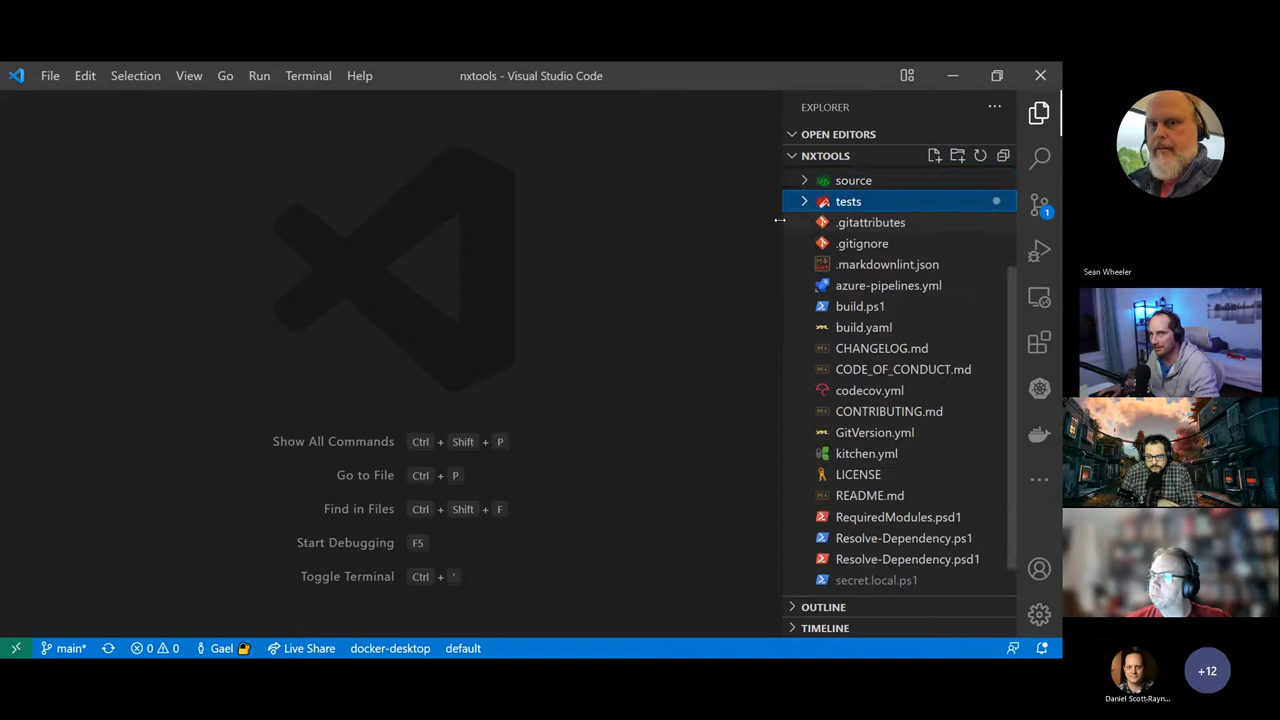 File Edit Selection View Go Run Terminal Help
nxtools - Visual Studio Code
EXPLORER
OPEN EDITORS
NXTOOLS
source
tests
.gitattributes
.gitignore
.markdownlint.json
azure-pipelines.yml
build.ps1
build.yaml
CHANGELOG.md
CODE_OF_CONDUCT.md
codecov.yml
CONTRIBUTING.md
GitVersion.yml
kitchen.yml
LICENSE
README.md
RequiredModules.psd1
Resolve-Dependency.ps1
Resolve-Dependency.psd1
secret.local.ps1
OUTLINE
TIMELINE
Show All Commands Ctrl + Shift + P
Go to File Ctrl + P
Find in Files Ctrl + Shift + F
Start Debugging F5
Toggle Terminal Ctrl + '
1
main* 0 0 Gael Live Share docker-desktop default
Sean Wheeler
Daniel Scott-Rayn...
+12